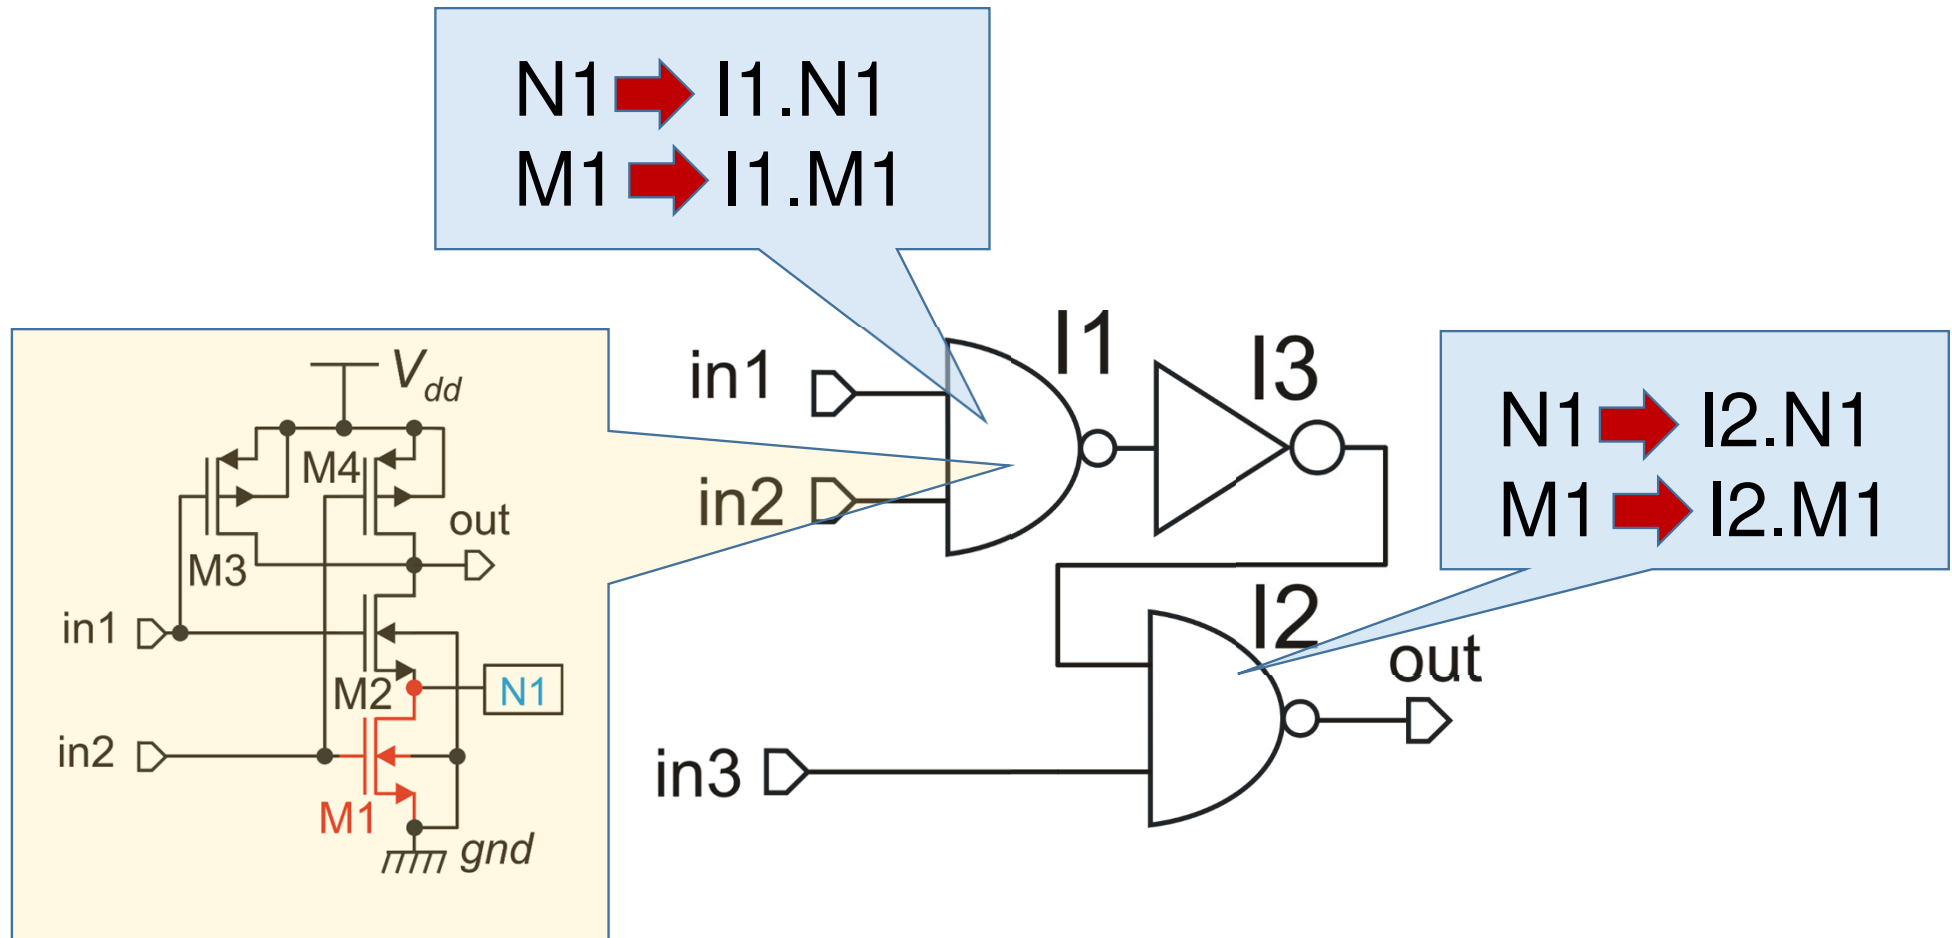 N1 I1.N1
M1 I1.M1
I1
I3
in1
in2
N1 I2.N1
M1 I2.M1
I2
out
in3
Vdd
M4
out
M3
in1
M2
N1
in2
M1
gnd